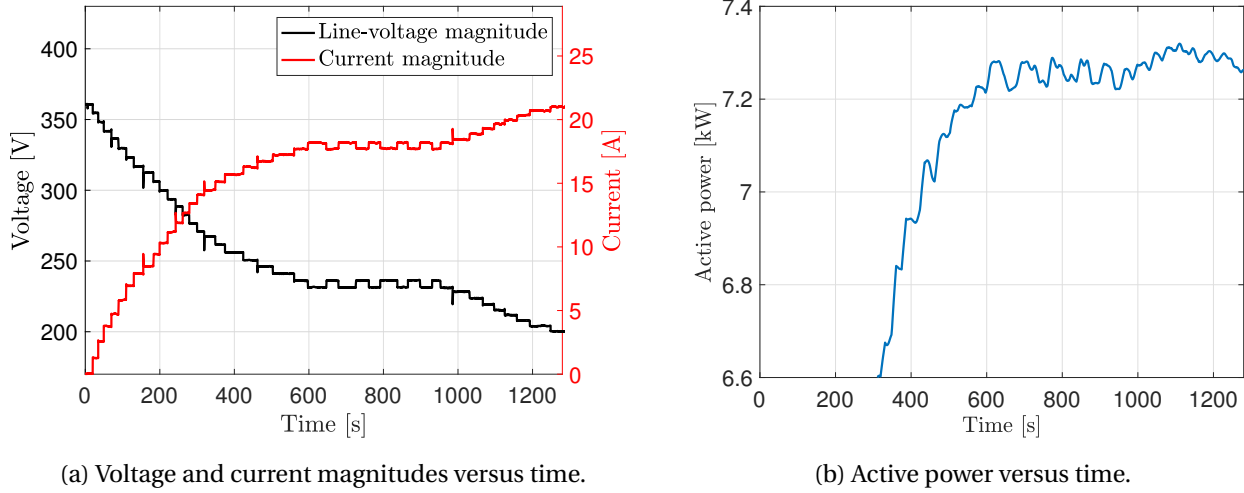 Line-voltage magnitude
Current magnitude
400
350
300
250
200
Voltage [V]
25
20
15
10
5
0
Current [A]
0 200 400 600 800 1000 1200
Time [s]
(a) Voltage and current magnitudes versus time.
7.4
7.2
7
6.8
6.6
Active power [kW]
0 200 400 600 800 1000 1200
Time [s]
(b) Active power versus time.